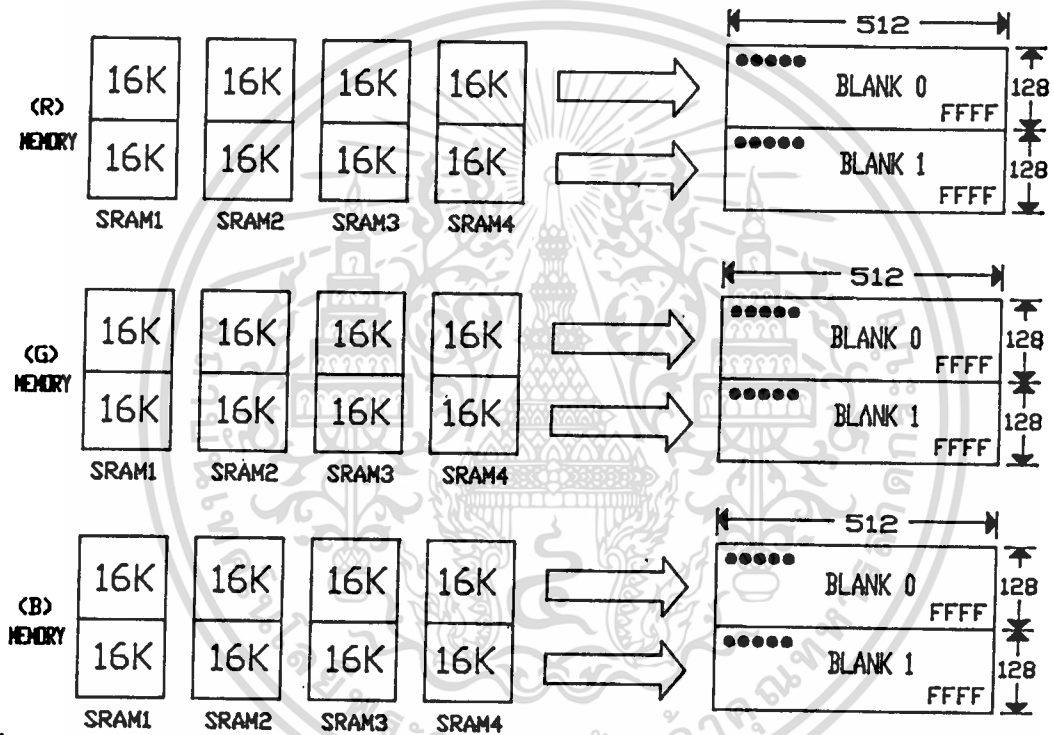 512
16K 16K 16K 16K
(R)
MEMORY
BLANK 0
FFFF
128
16K 16K 16K 16K
BLANK 1
FFFF
128
SRAM1 SRAM2 SRAM3 SRAM4
512
16K 16K 16K 16K
(G)
MEMORY
BLANK 0
FFFF
128
16K 16K 16K 16K
BLANK 1
FFFF
128
SRAM1 SRAM2 SRAM3 SRAM4
512
16K 16K 16K 16K
(B)
MEMORY
BLANK 0
FFFF
128
16K 16K 16K 16K
BLANK 1
FFFF
128
SRAM1 SRAM2 SRAM3 SRAM4